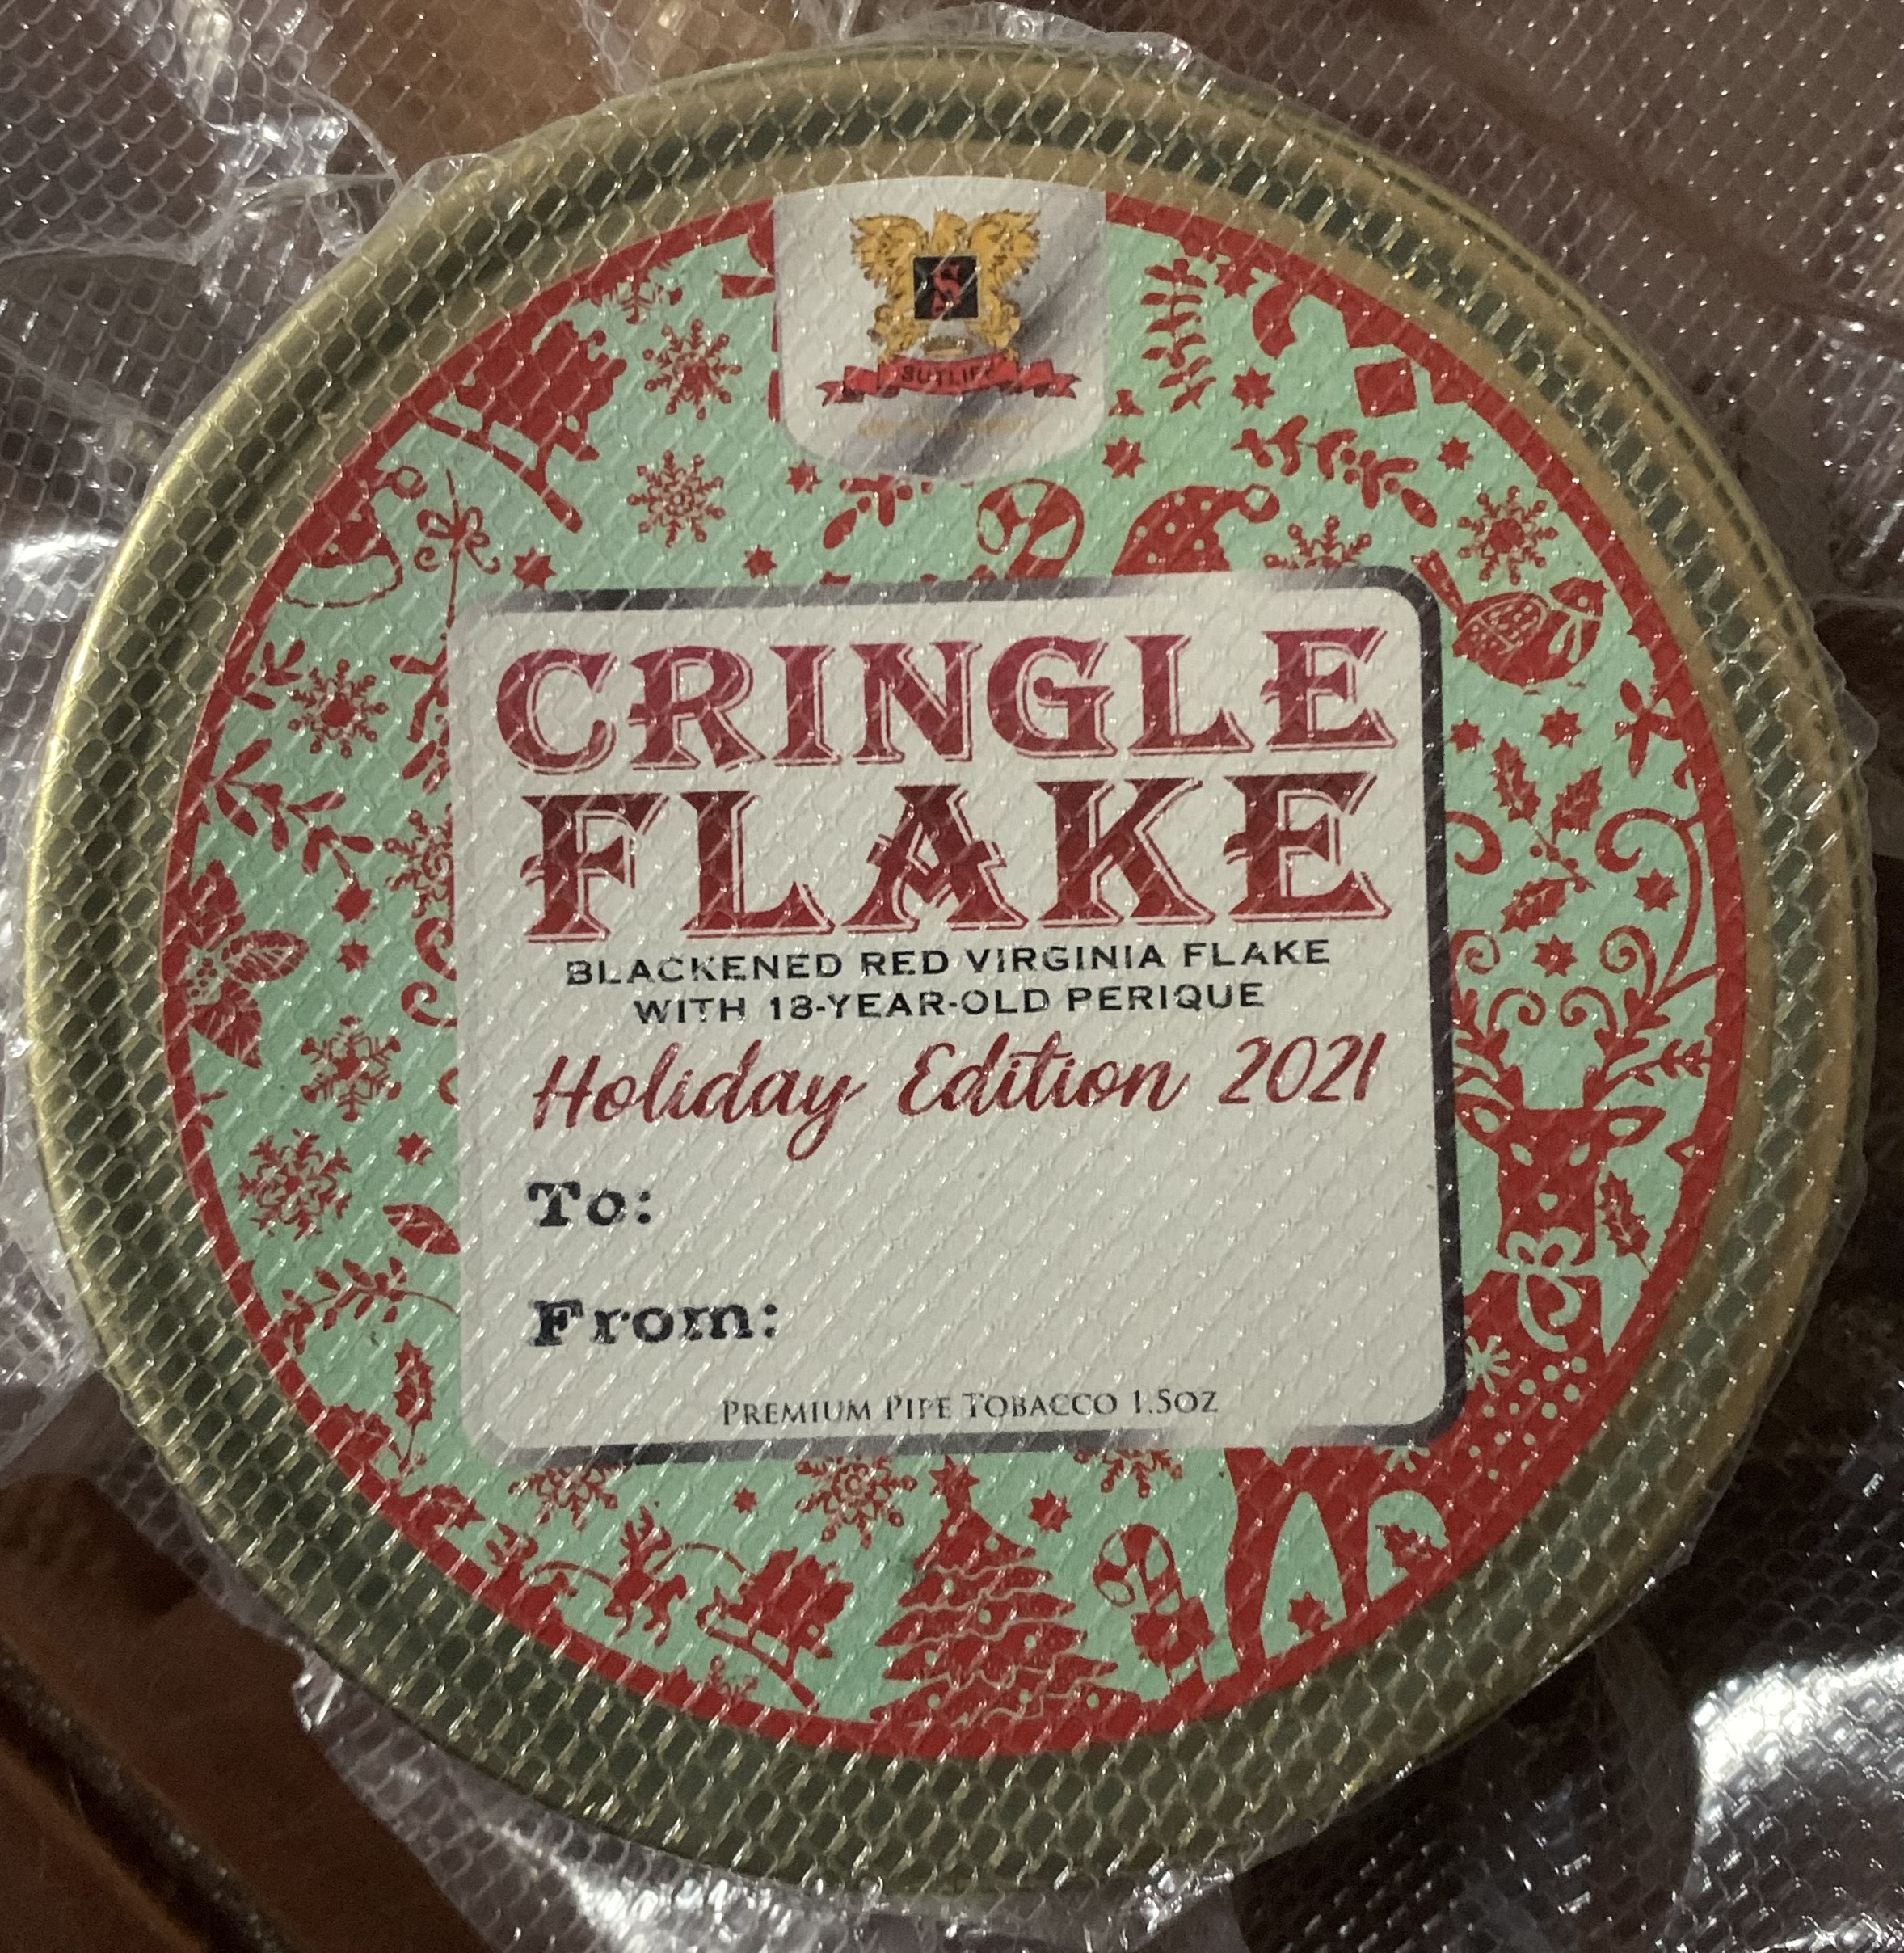 S
SUTLIFF
CRINGLE
FLAKE
BLACKENED RED VIRGINIA FLAKE
WITH 18-YEAR-OLD PERIQUE
Holiday Edition 2021
To:
From:
PREMIUM PIPE TOBACCO 1.5OZ